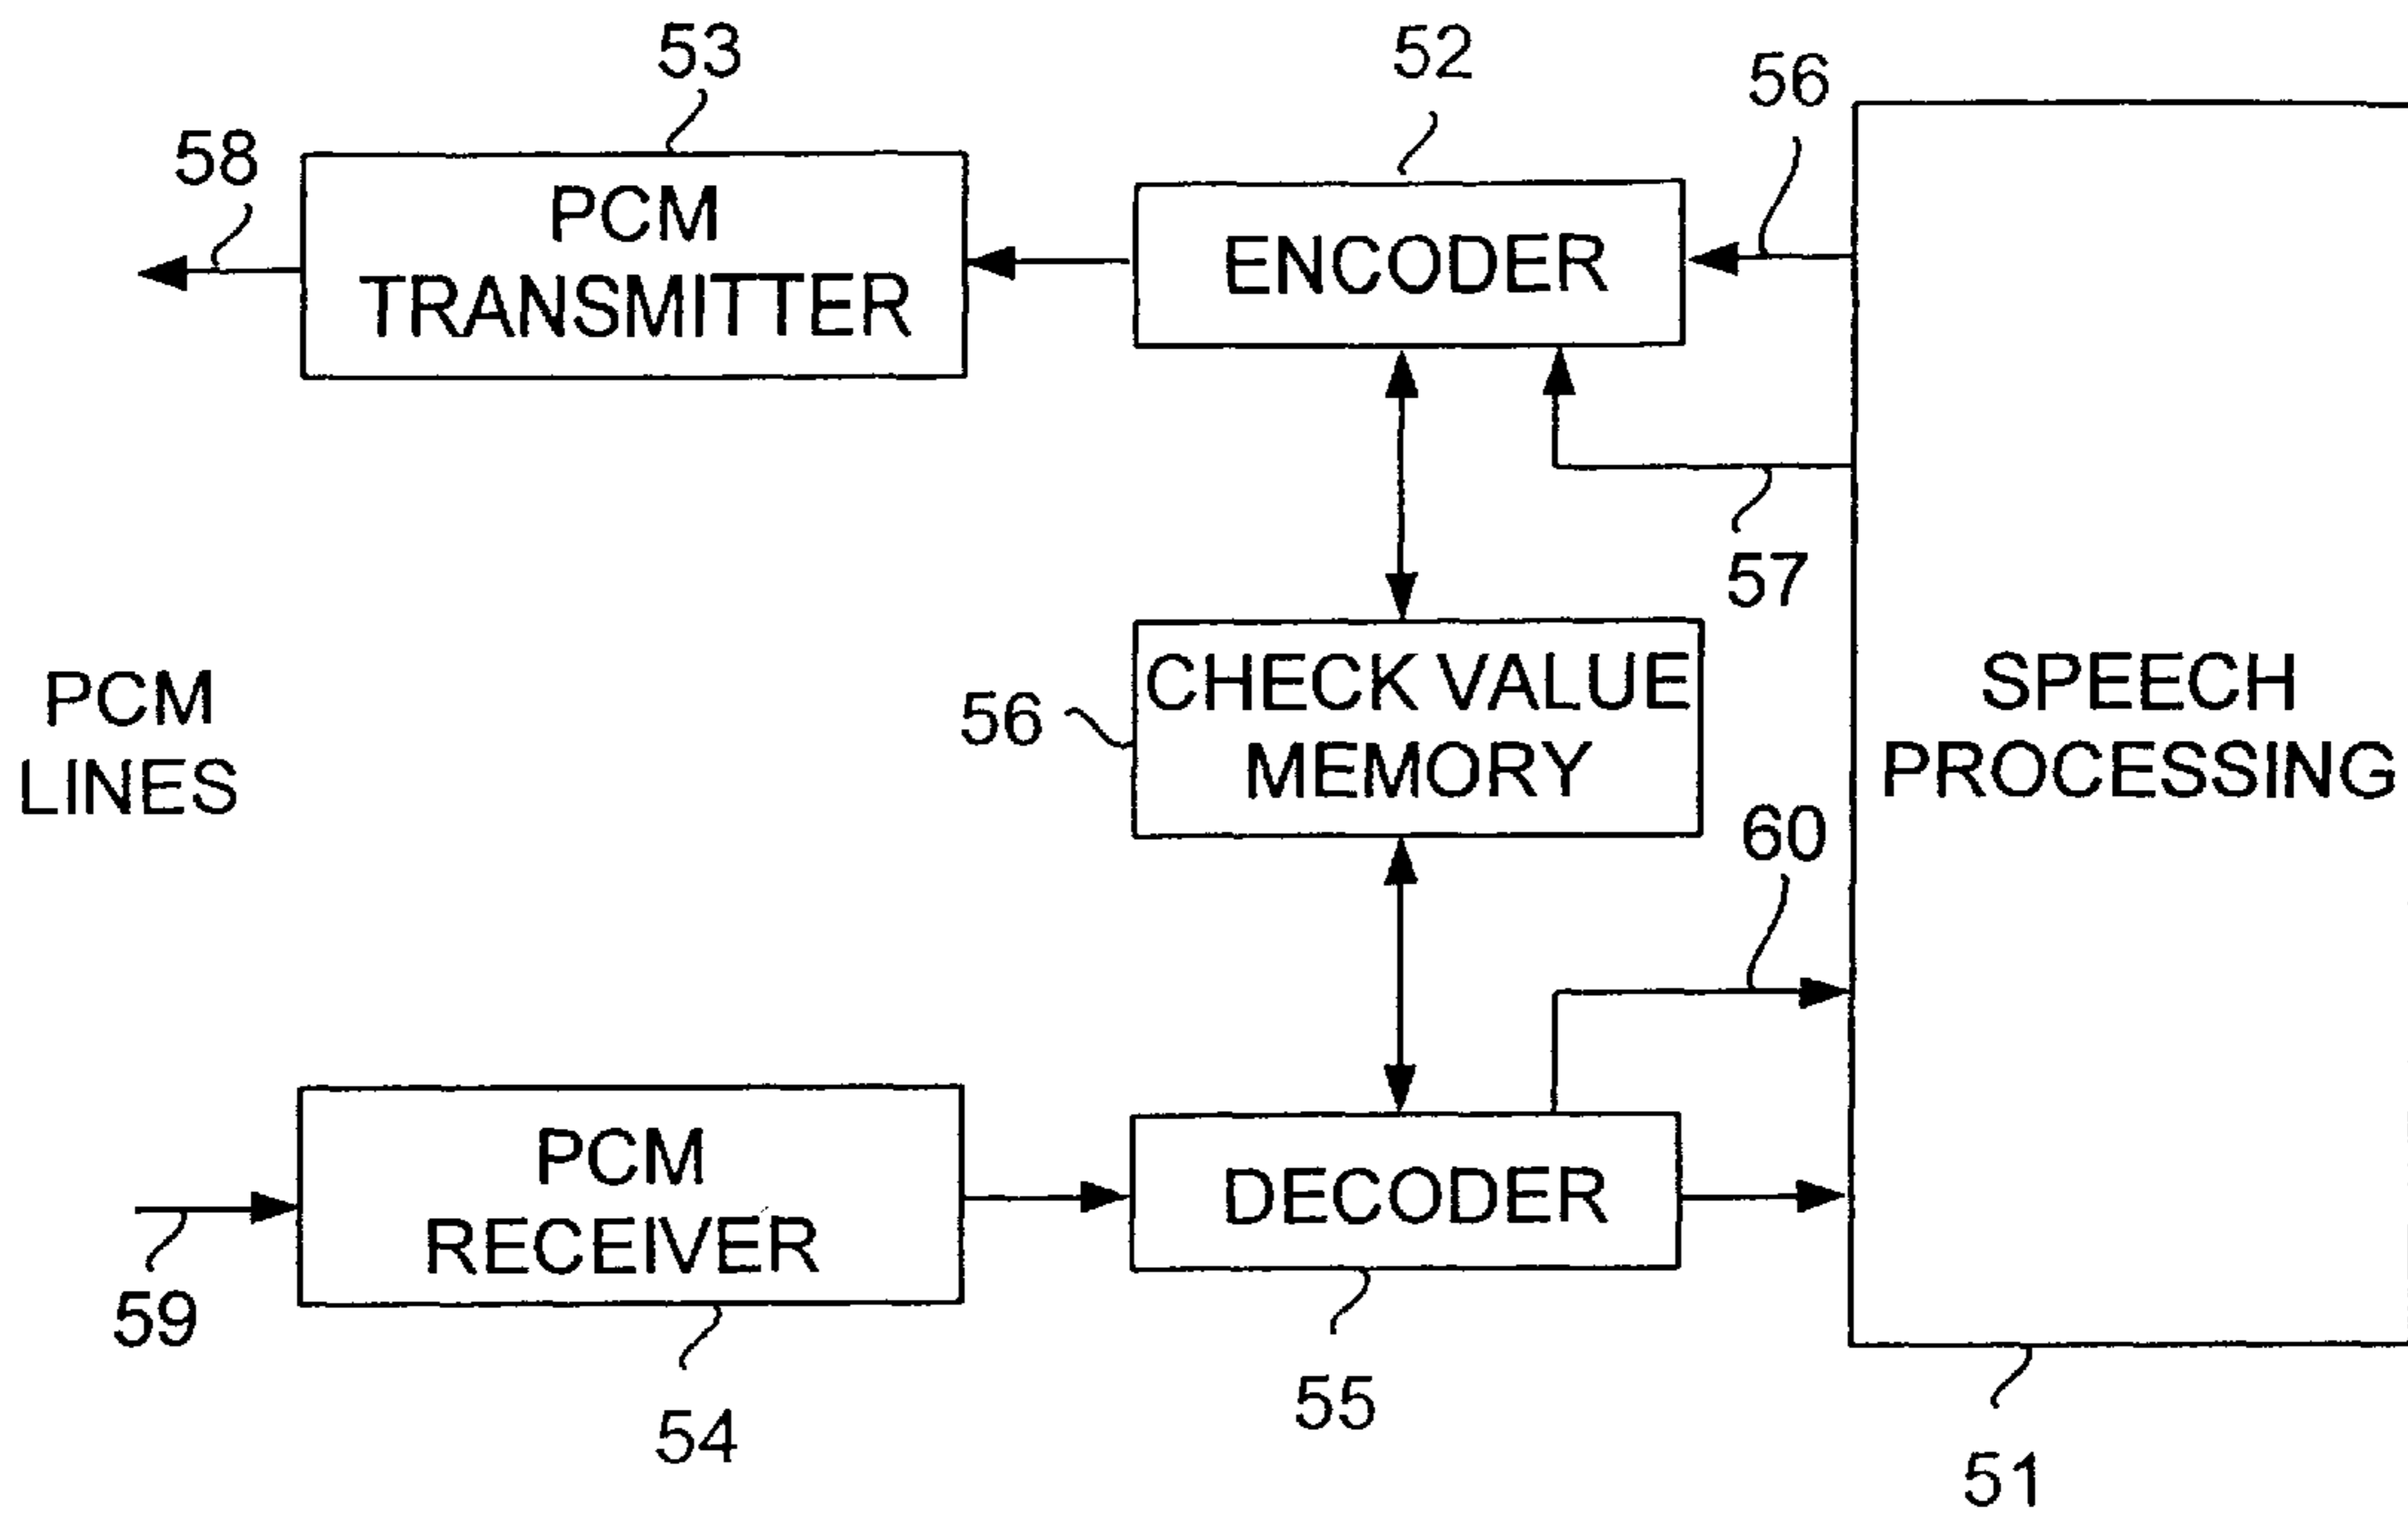 53
52
56
58
PCM
TRANSMITTER
ENCODER
57
PCM
LINES
56
CHECK VALUE
MEMORY
SPEECH
PROCESSING
60
PCM
RECEIVER
DECODER
59
54
55
51